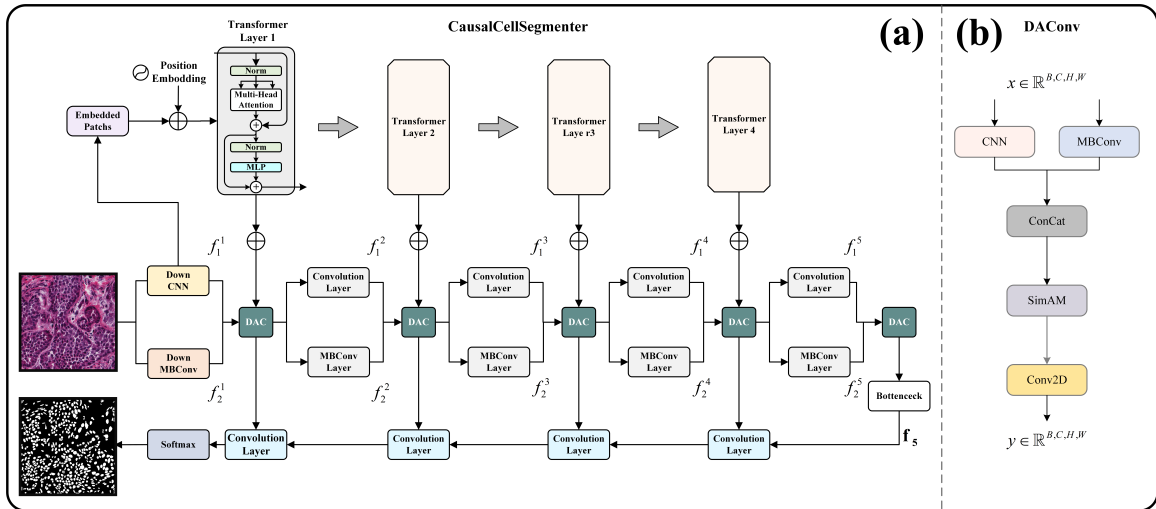 CausalCellSegmenter
(a)
Transformer
Layer 1
Position
Embedding
Norm
Multi-Head
Attention
Norm
MLP
Embedded
Patchs
Transformer
Layer 2
Transformer
Laye r3
Transformer
Layer 4
f_1^1
f_1^2
f_1^3
f_1^4
f_1^5
Down
CNN
Convolution
Layer
Convolution
Layer
Convolution
Layer
Convolution
Layer
DAC
DAC
DAC
DAC
DAC
Down
MBConv
MBConv
Layer
MBConv
Layer
MBConv
Layer
MBConv
Layer
f_2^1
f_2^2
f_2^3
f_2^4
f_2^5
Bottenceck
f_5
Softmax
Convolution
Layer
Convolution
Layer
Convolution
Layer
Convolution
Layer
(b)
DAConv
x ∈ ℝ^{B,C,H,W}
CNN
MBConv
ConCat
SimAM
Conv2D
y ∈ ℝ^{B,C,H,W}